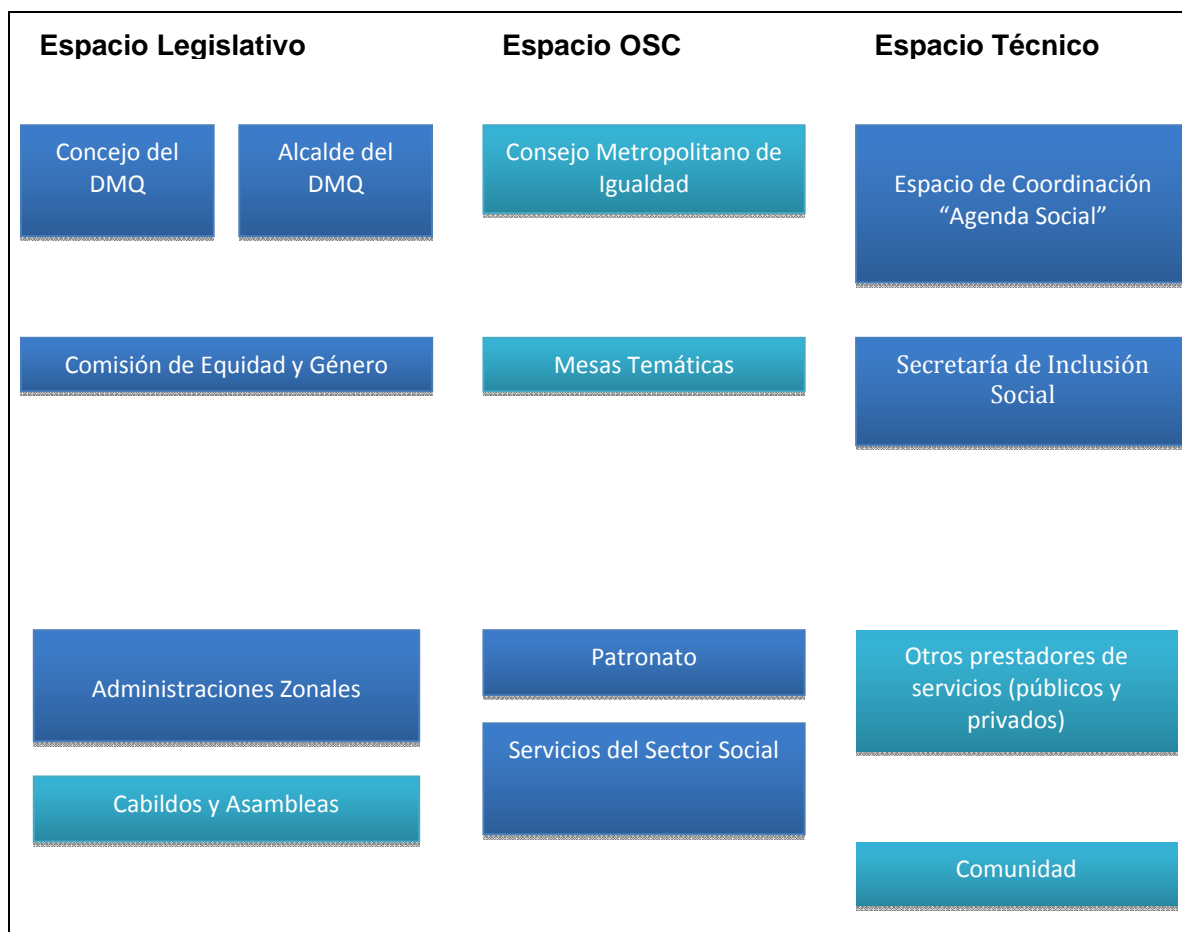 Espacio Legislativo
Espacio OSC
Espacio Técnico
Concejo del
DMQ
Alcalde del
DMQ
Consejo Metropolitano de
Igualdad
Espacio de Coordinación
“Agenda Social”
Comisión de Equidad y Género
Mesas Temáticas
Secretaría de Inclusión
Social
Administraciones Zonales
Patronato
Otros prestadores de
servicios (públicos y
privados)
Servicios del Sector Social
Cabildos y Asambleas
Comunidad